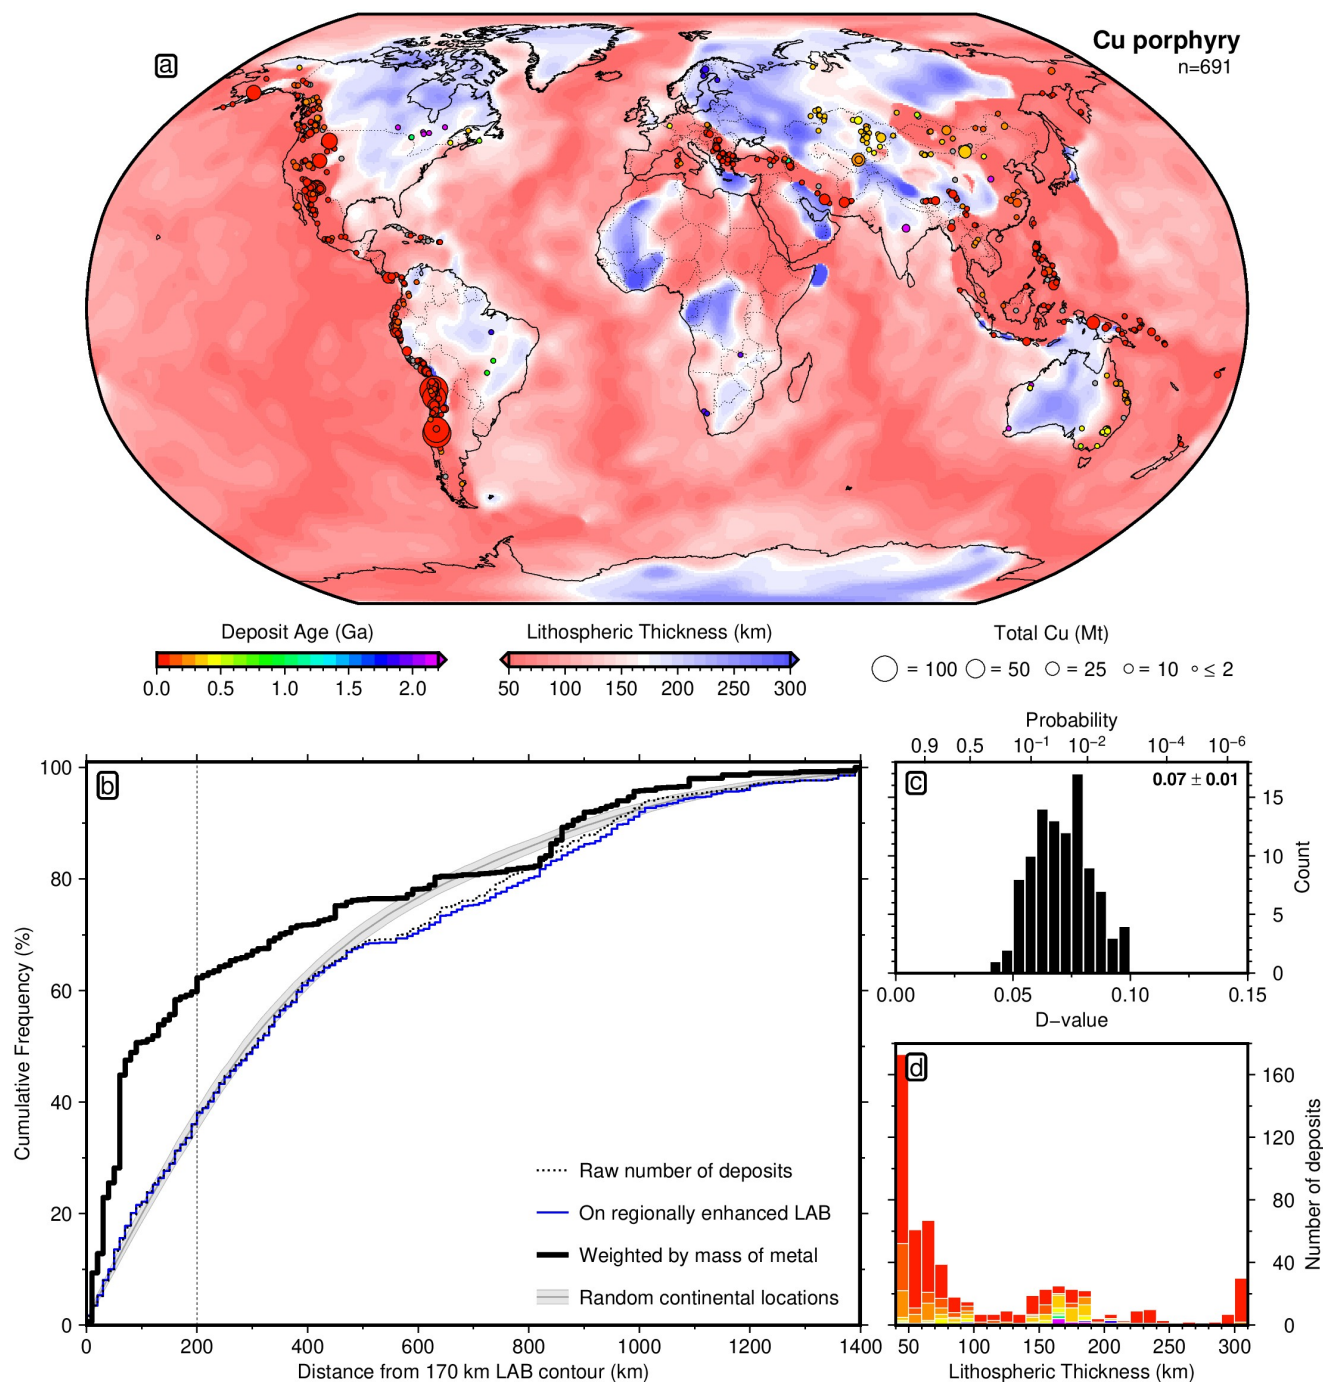 a
Cu porphyry
n=691
Deposit Age (Ga)
0.0 0.5 1.0 1.5 2.0
Lithospheric Thickness (km)
50 100 150 200 250 300
Total Cu (Mt)
= 100 = 50 = 25 = 10 ≤ 2
b
Cumulative Frequency (%)
100
80
60
40
20
0
0 200 400 600 800 1000 1200 1400
Distance from 170 km LAB contour (km)
Raw number of deposits
On regionally enhanced LAB
Weighted by mass of metal
Random continental locations
Probability
0.9 0.5 10⁻¹ 10⁻² 10⁻⁴ 10⁻⁶
c
0.07 ± 0.01
15
10
5
0
Count
0.00 0.05 0.10 0.15
D−value
d
160
120
80
40
0
Number of deposits
50 100 150 200 250 300
Lithospheric Thickness (km)